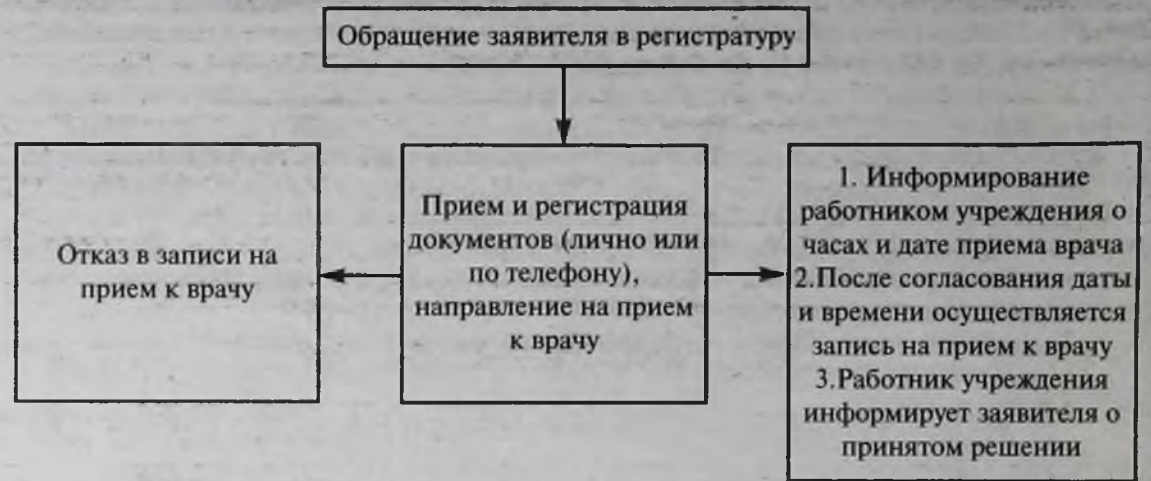 Обращение заявителя в регистратуру
Отказ в записи на
прием к врачу
Прием и регистрация
документов (лично или
по телефону),
направление на прием
к врачу
1. Информирование
работником учреждения о
часах и дате приема врача
2.После согласования даты
и времени осуществляется
запись на прием к врачу
3.Работник учреждения
информирует заявителя о
принятом решении